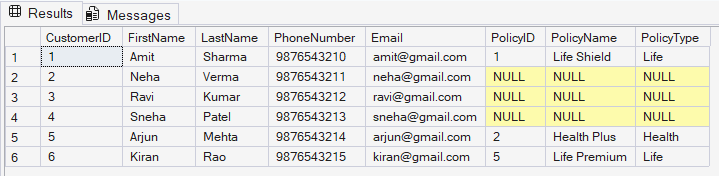 Results Messages
CustomerID FirstName LastName PhoneNumber Email PolicyID PolicyName PolicyType
1 1 Amit Sharma 9876543210 amit@gmail.com 1 Life Shield Life
2 2 Neha Verma 9876543211 neha@gmail.com NULL NULL NULL
3 3 Ravi Kumar 9876543212 ravi@gmail.com NULL NULL NULL
4 4 Sneha Patel 9876543213 sneha@gmail.com NULL NULL NULL
5 5 Arjun Mehta 9876543214 arjun@gmail.com 2 Health Plus Health
6 6 Kiran Rao 9876543215 kiran@gmail.com 5 Life Premium Life